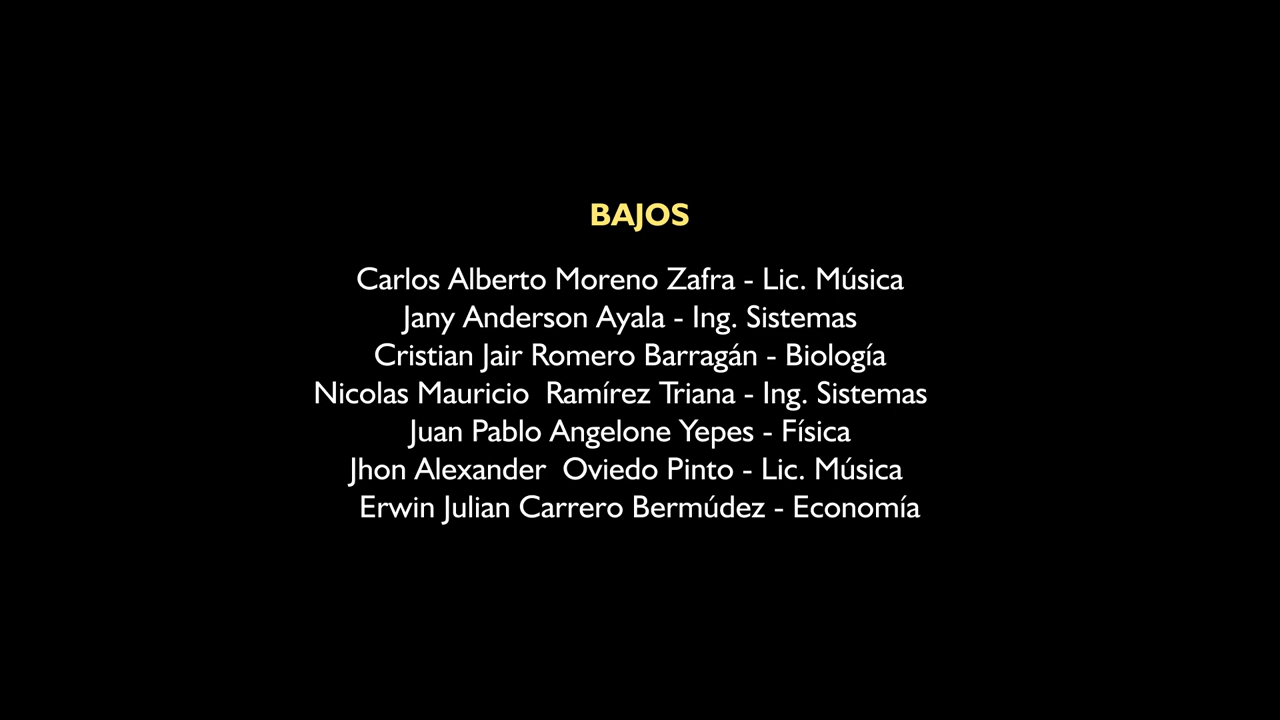 BAJOS
Carlos Alberto Moreno Zafra - Lic. Música
Jany Anderson Ayala - Ing. Sistemas
Cristian Jair Romero Barragán - Biología
Nicolas Mauricio  Ramírez Triana - Ing. Sistemas
Juan Pablo Angelone Yepes - Física
Jhon Alexander  Oviedo Pinto - Lic. Música
Erwin Julian Carrero Bermúdez - Economía